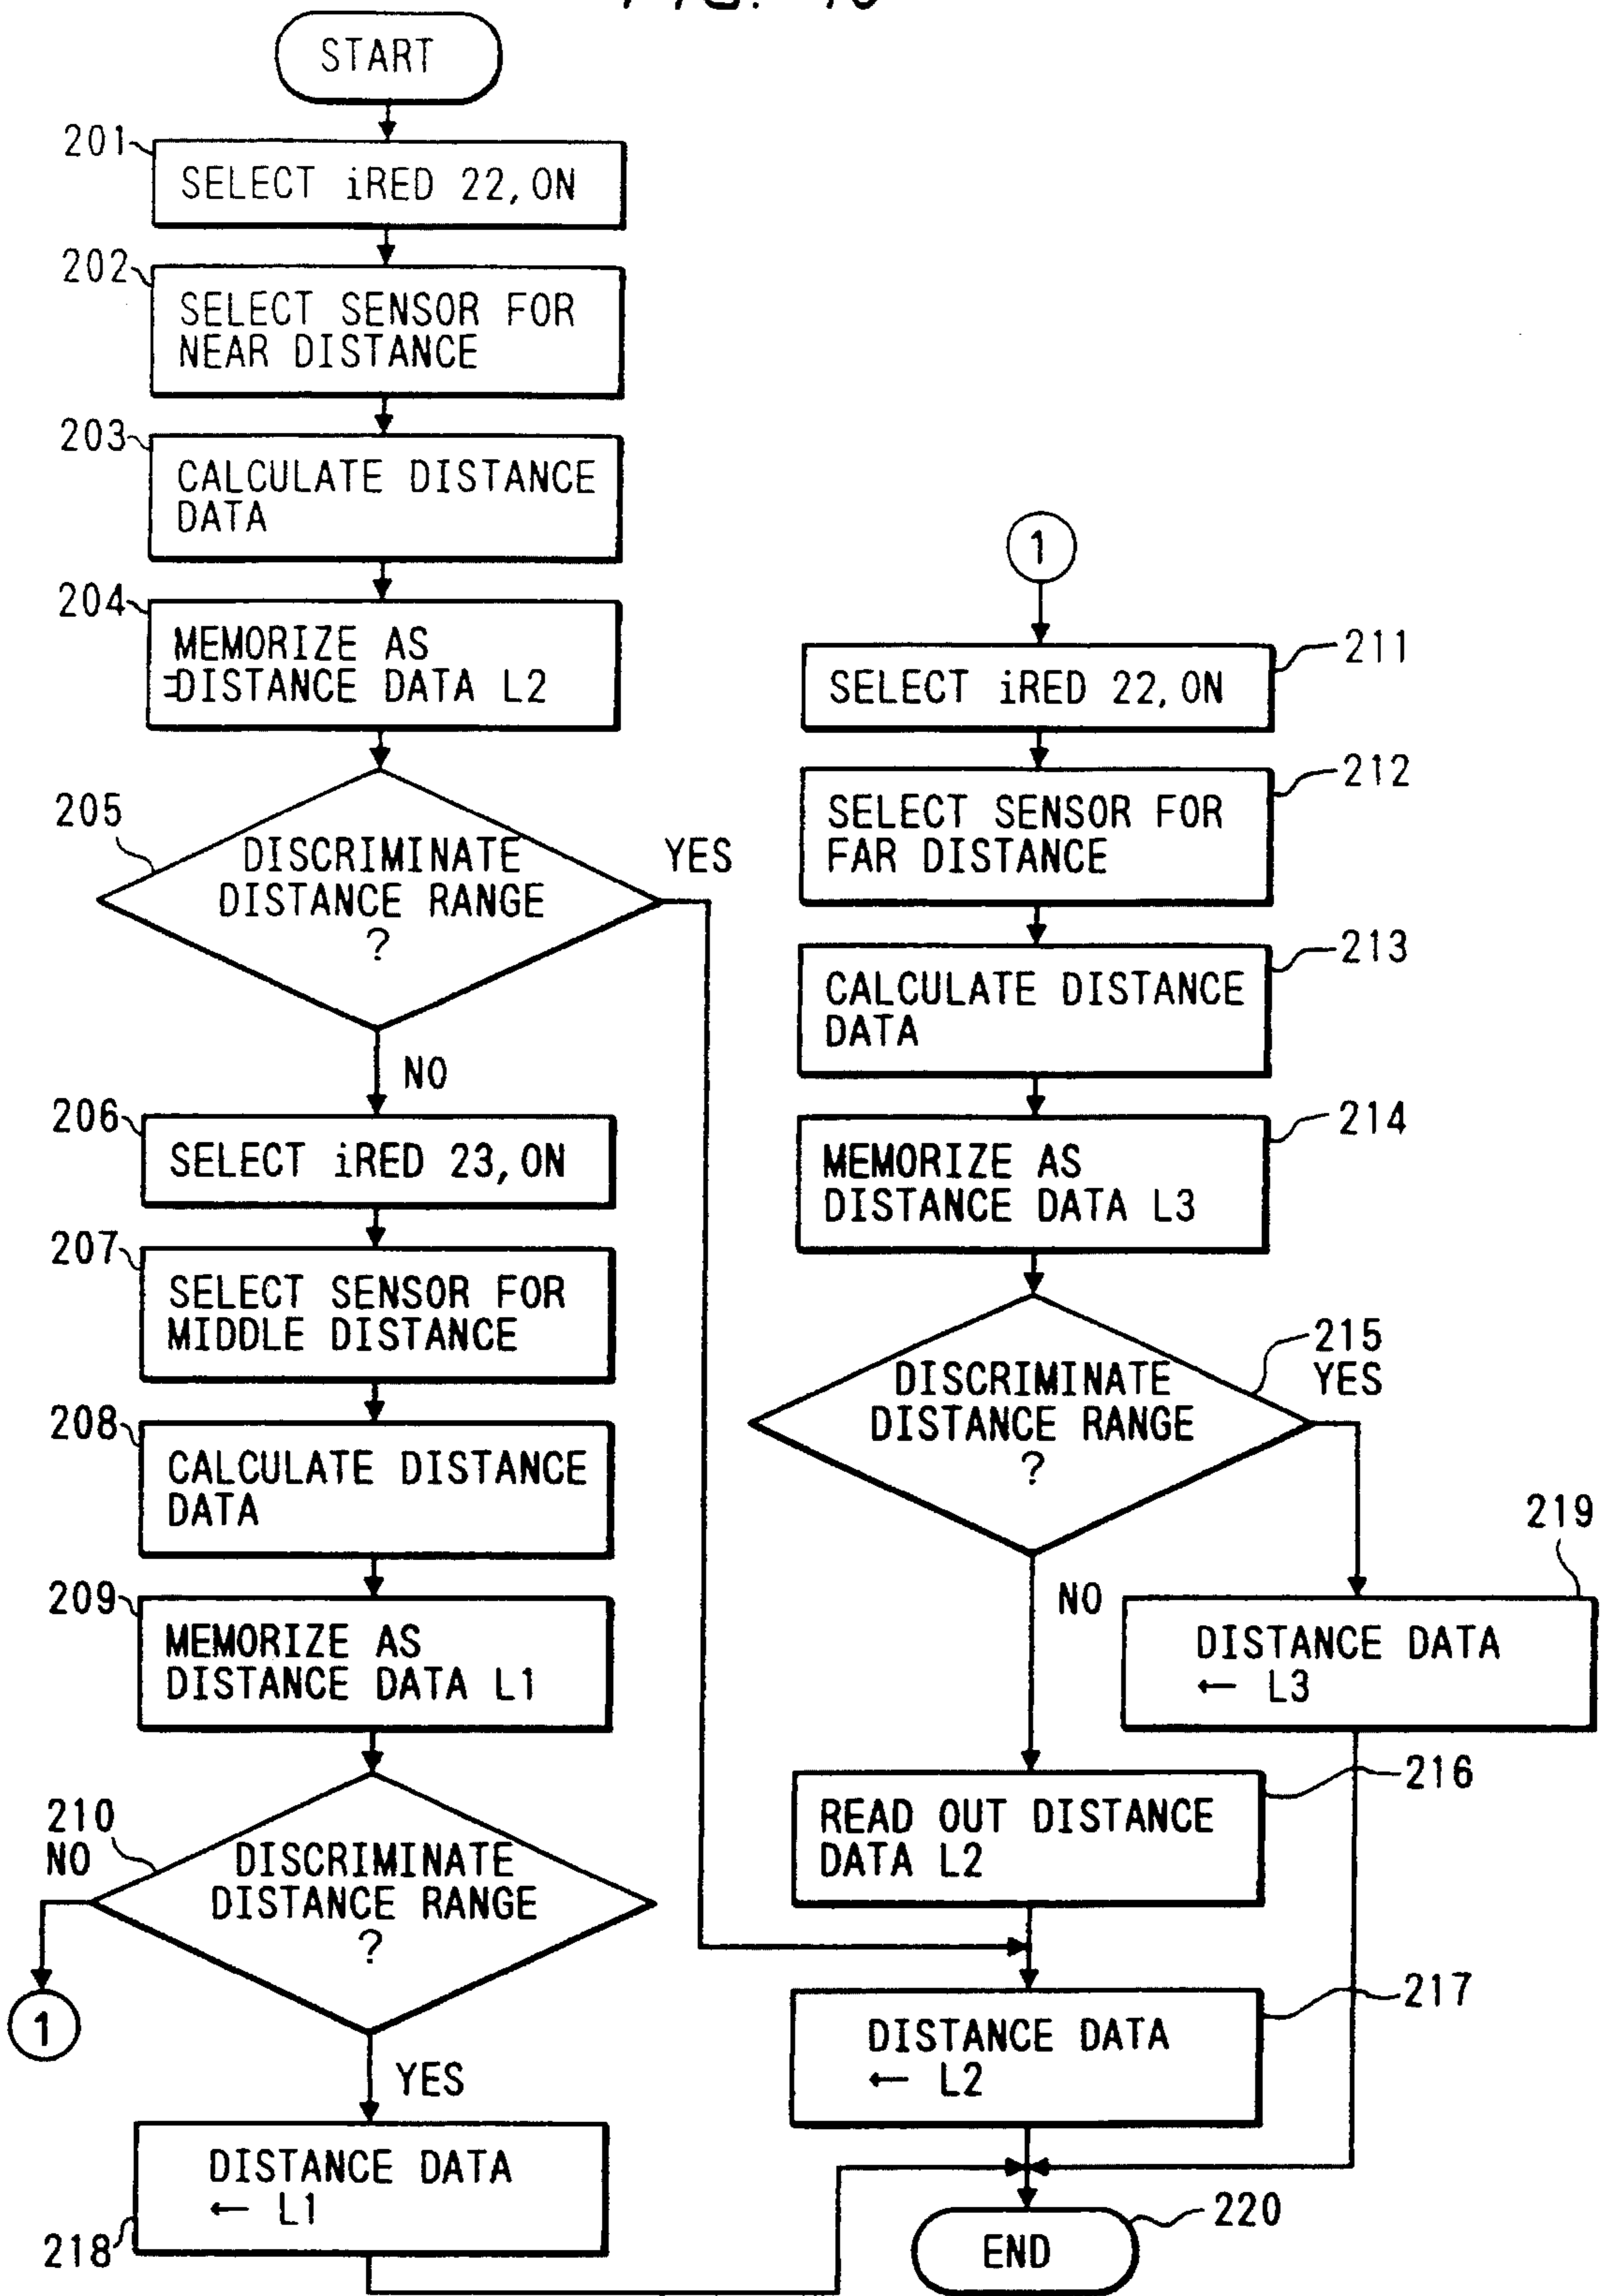 START
201
SELECT iRED 22, ON
202
SELECT SENSOR FOR
NEAR DISTANCE
203
CALCULATE DISTANCE
DATA
204
MEMORIZE AS
DISTANCE DATA L2
205
DISCRIMINATE
DISTANCE RANGE
?
YES
NO
206
SELECT iRED 23, ON
207
SELECT SENSOR FOR
MIDDLE DISTANCE
208
CALCULATE DISTANCE
DATA
209
MEMORIZE AS
DISTANCE DATA L1
210
NO
DISCRIMINATE
DISTANCE RANGE
?
1
YES
DISTANCE DATA
← L1
218
1
211
SELECT iRED 22, ON
212
SELECT SENSOR FOR
FAR DISTANCE
213
CALCULATE DISTANCE
DATA
214
MEMORIZE AS
DISTANCE DATA L3
215
YES
DISCRIMINATE
DISTANCE RANGE
?
NO
219
DISTANCE DATA
← L3
216
READ OUT DISTANCE
DATA L2
217
DISTANCE DATA
← L2
220
END